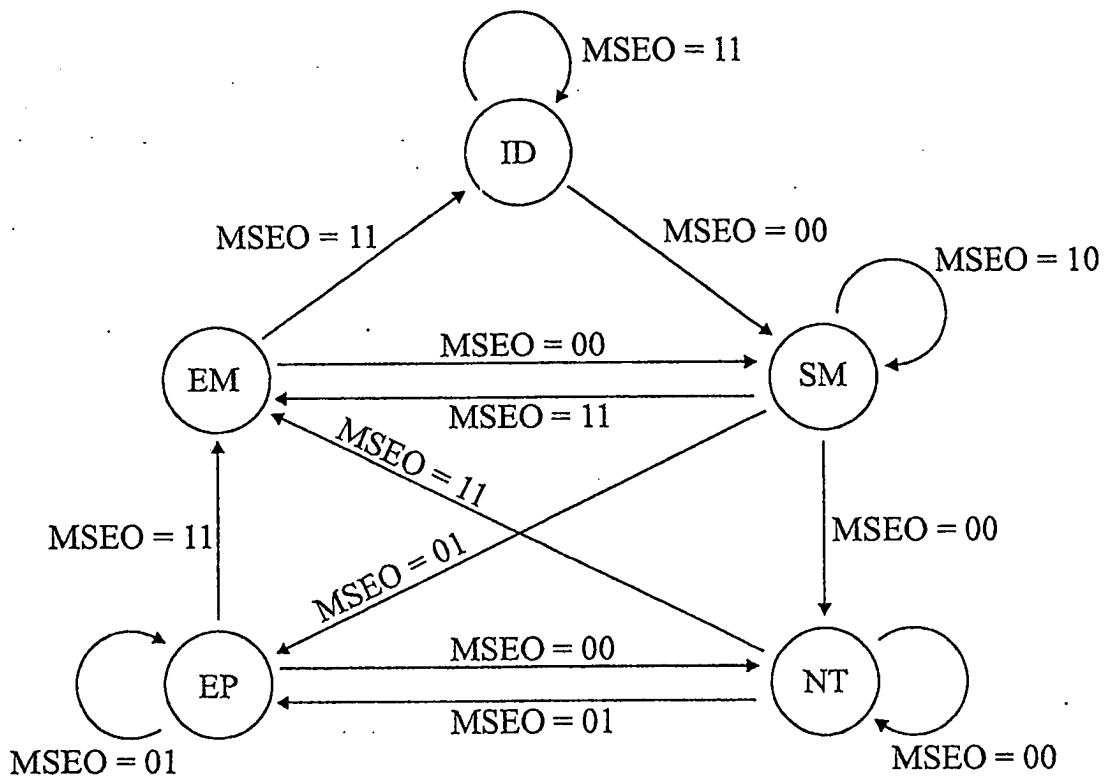 MSEO = 11
ID
MSEO = 11
MSEO = 00
MSEO = 10
MSEO = 00
EM
SM
MSEO = 11
MSEO = 11
MSEO = 11
MSEO = 00
MSEO = 01
MSEO = 00
EP
NT
MSEO = 01
MSEO = 01
MSEO = 00